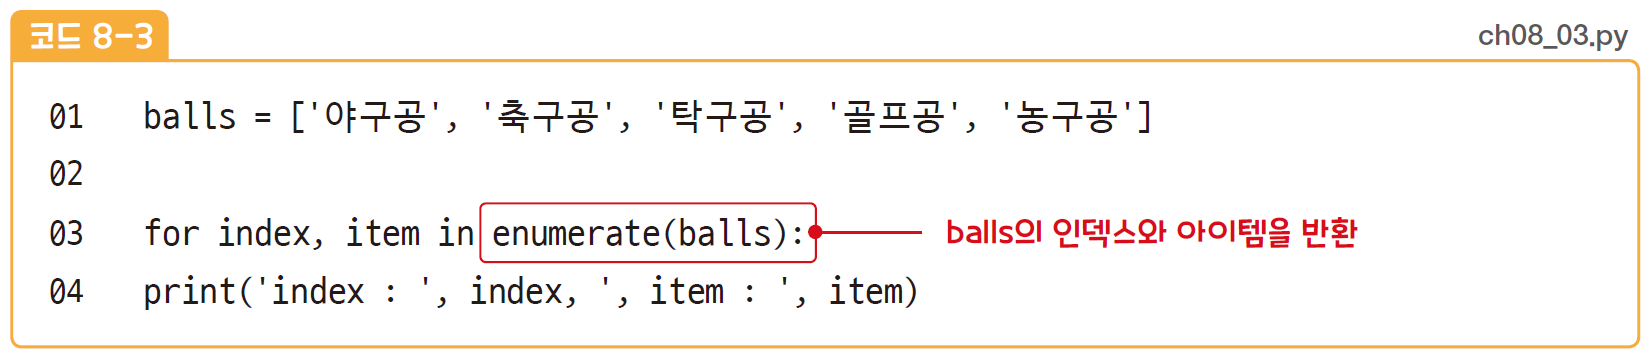 코드 8-3
ch08_03.py
01 balls = ['야구공', '축구공', '탁구공', '골프공', '농구공']
02
03 for index, item in enumerate(balls): balls의 인덱스와 아이템을 반환
04 print('index : ', index, ', item : ', item)